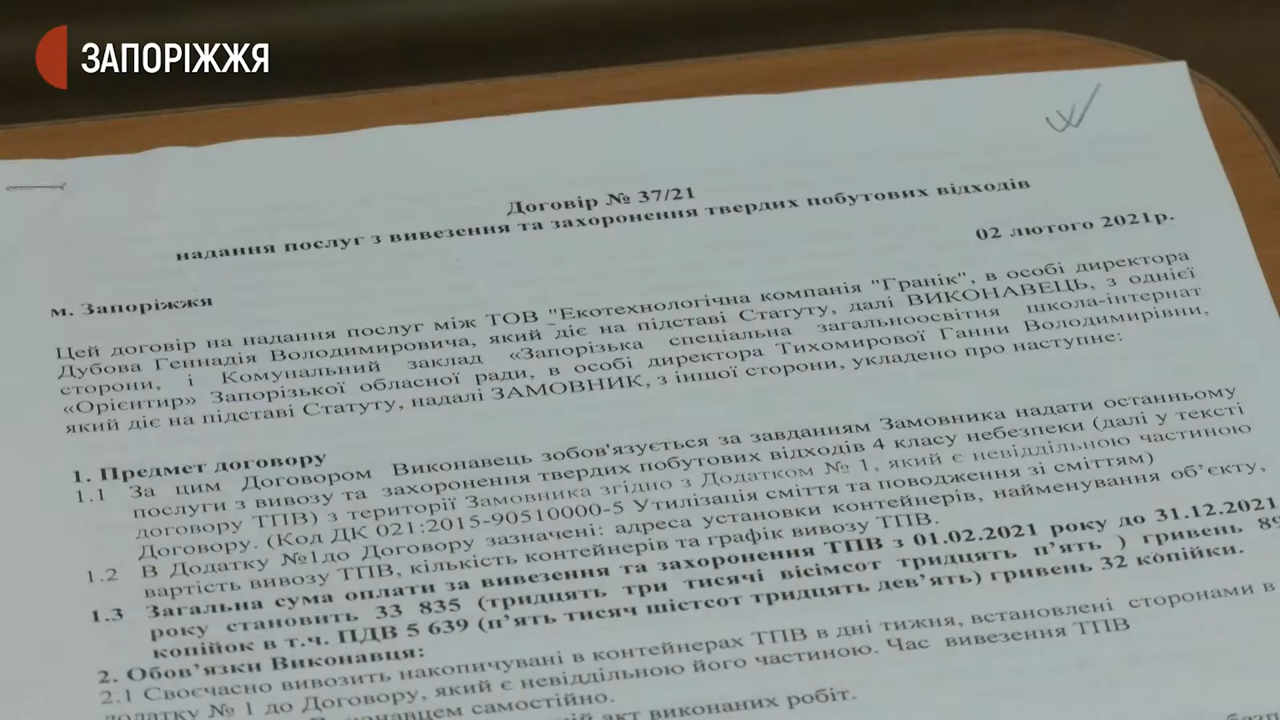 ЗАПОРІЖЖЯ
Договір № 37/21
надання послуг з вивезення та захоронення твердих побутових відходів
02 лютого 2021р.
м. Запоріжжя
Цей договір на надання послуг між ТОВ "Екотехнологічна компанія "Гранік", в особі директора
Дубова Геннадія Володимировича, який діє на підставі Статуту, далі ВИКОНАВЕЦЬ, з однієї
сторони, і Комунальний заклад «Запорізька спеціальна загальноосвітня школа-інтернат
«Орієнтир» Запорізької обласної ради, в особі директора Тихомирової Ганни Володимирівни,
який діє на підставі Статуту, надалі ЗАМОВНИК, з іншої сторони, укладено про наступне:
1. Предмет договору
1.1 За цим Договором Виконавець зобов'язується за завданням Замовника надати останньому
послуги з вивозу та захоронення твердих побутових відходів 4 класу небезпеки (далі у тексті
договору ТПВ) з території Замовника згідно з Додатком № 1, який є невіддільною частиною
Договору. (Код ДК 021:2015-90510000-5 Утилізація сміття та поводження зі сміттям)
1.2 В Додатку №1до Договору зазначені: адреса установки контейнерів, найменування об’єкту,
вартість вивозу ТПВ, кількість контейнерів та графік вивозу ТПВ.
1.3 Загальна сума оплати за вивезення та захоронення ТПВ з 01.02.2021 року до 31.12.2021
року становить 33 835 (тридцять три тисячі вісімсот тридцять п’ять ) гривень 89
копійок в т.ч. ПДВ 5 639 (п’ять тисяч шістсот тридцять дев’ять) гривень 32 копійки.
2. Обов’язки Виконавця:
2.1 Своєчасно вивозить накопичувані в контейнерах ТПВ в дні тижня, встановлені сторонами в
додатку № 1 до Договору, який є невіддільною його частиною. Час вивезення ТПВ
самостійно.
акт виконаних робіт.